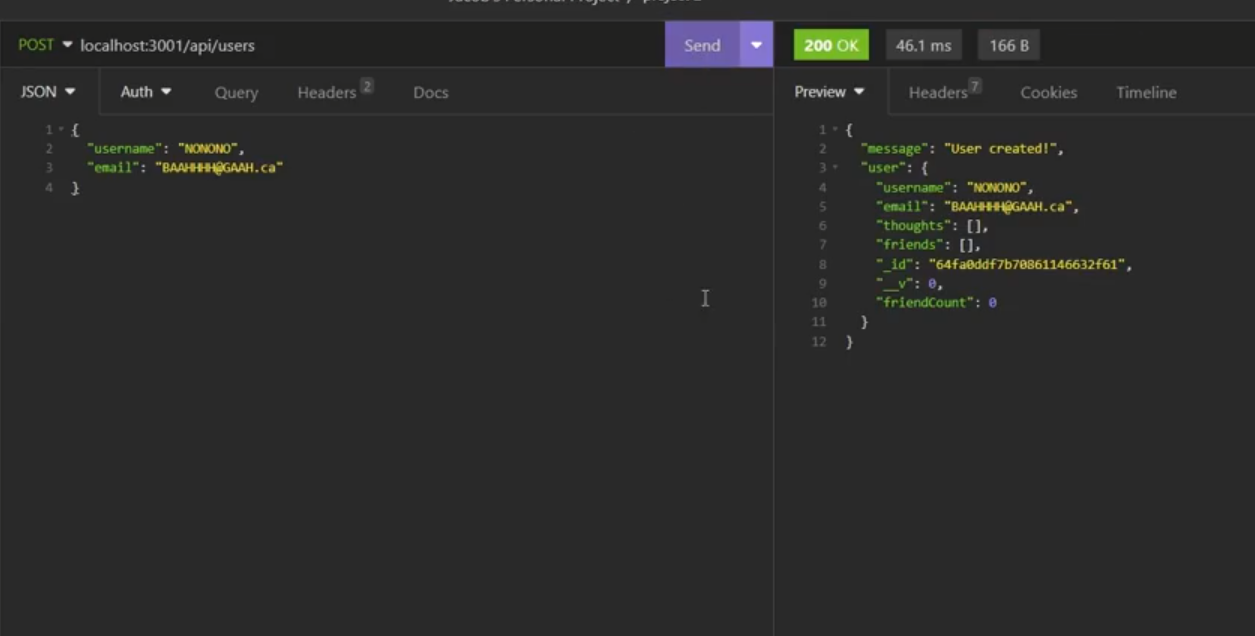 POST localhost:3001/api/users Send 200 OK 46.1 ms 166 B
JSON Auth Query Headers 2 Docs Preview Headers 7 Cookies Timeline
1 {
2 "username": "NONONO",
3 "email": "BAAHHHH@GAAH.ca"
4 }
1 {
2 "message": "User created!",
3 "user": {
4 "username": "NONONO",
5 "email": "BAAHHHH@GAAH.ca",
6 "thoughts": [],
7 "friends": [],
8 "_id": "64fa0ddf7b70861146632f61",
9 "__v": 0,
10 "friendCount": 0
11 }
12 }